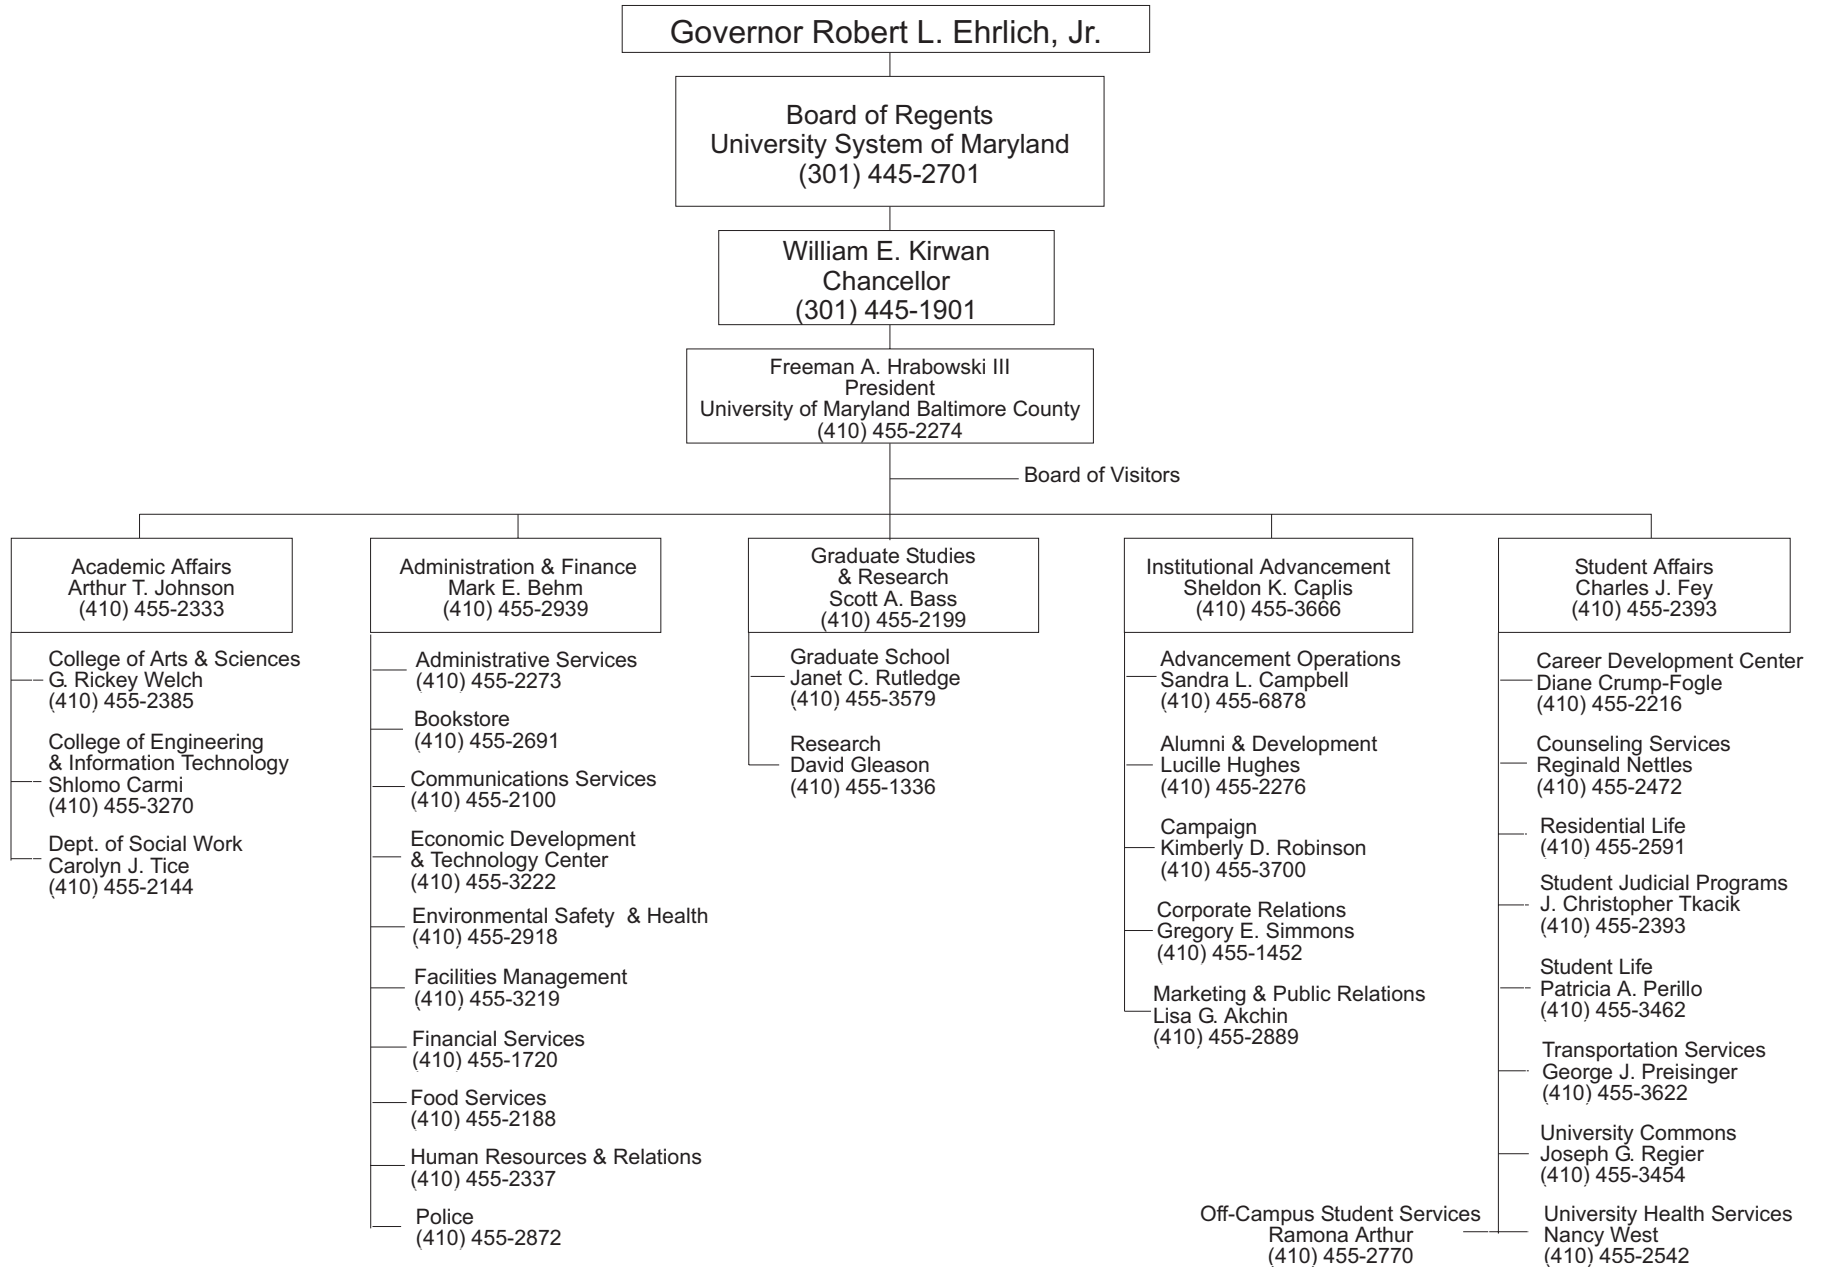 Governor Robert L. Ehrlich, Jr.
Board of Regents
University System of Maryland
(301) 445-2701
William E. Kirwan
Chancellor
(301) 445-1901
Freeman A. Hrabowski III
President
University of Maryland Baltimore County
(410) 455-2274
Board of Visitors
Academic Affairs
Arthur T. Johnson
(410) 455-2333
College of Arts & Sciences
G. Rickey Welch
(410) 455-2385
College of Engineering
& Information Technology
Shlomo Carmi
(410) 455-3270
Dept. of Social Work
Carolyn J. Tice
(410) 455-2144
Administration & Finance
Mark E. Behm
(410) 455-2939
Administrative Services
(410) 455-2273
Bookstore
(410) 455-2691
Communications Services
(410) 455-2100
Economic Development
& Technology Center
(410) 455-3222
Environmental Safety & Health
(410) 455-2918
Facilities Management
(410) 455-3219
Financial Services
(410) 455-1720
Food Services
(410) 455-2188
Human Resources & Relations
(410) 455-2337
Police
(410) 455-2872
Graduate Studies
& Research
Scott A. Bass
(410) 455-2199
Graduate School
Janet C. Rutledge
(410) 455-3579
Research
David Gleason
(410) 455-1336
Institutional Advancement
Sheldon K. Caplis
(410) 455-3666
Advancement Operations
Sandra L. Campbell
(410) 455-6878
Alumni & Development
Lucille Hughes
(410) 455-2276
Campaign
Kimberly D. Robinson
(410) 455-3700
Corporate Relations
Gregory E. Simmons
(410) 455-1452
Marketing & Public Relations
Lisa G. Akchin
(410) 455-2889
Student Affairs
Charles J. Fey
(410) 455-2393
Career Development Center
Diane Crump-Fogle
(410) 455-2216
Counseling Services
Reginald Nettles
(410) 455-2472
Residential Life
(410) 455-2591
Student Judicial Programs
J. Christopher Tkacik
(410) 455-2393
Student Life
Patricia A. Perillo
(410) 455-3462
Transportation Services
George J. Preisinger
(410) 455-3622
University Commons
Joseph G. Regier
(410) 455-3454
Off-Campus Student Services
Ramona Arthur
(410) 455-2770
University Health Services
Nancy West
(410) 455-2542